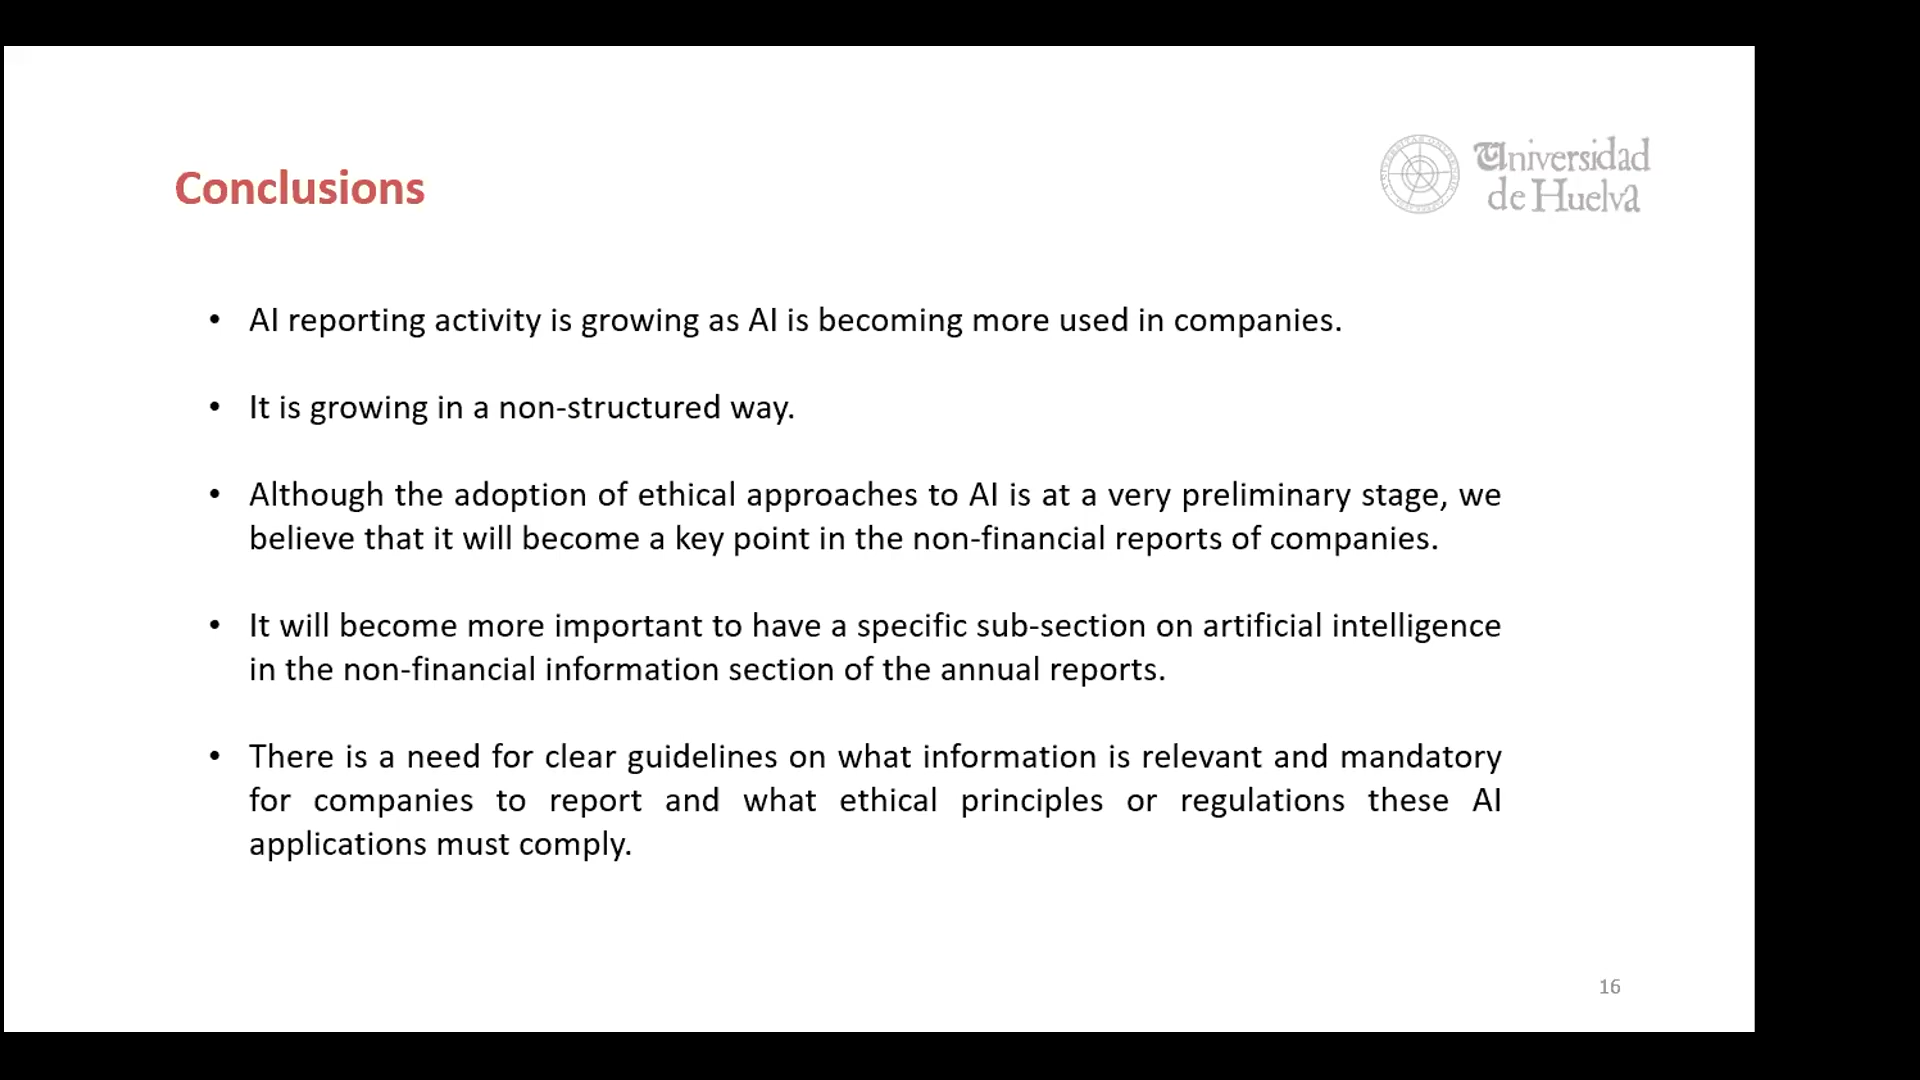 Conclusions
Universidad
de Huelva
• AI reporting activity is growing as AI is becoming more used in companies.
• It is growing in a non-structured way.
• Although the adoption of ethical approaches to AI is at a very preliminary stage, we
believe that it will become a key point in the non-financial reports of companies.
• It will become more important to have a specific sub-section on artificial intelligence
in the non-financial information section of the annual reports.
• There is a need for clear guidelines on what information is relevant and mandatory
for companies to report and what ethical principles or regulations these AI
applications must comply.
16